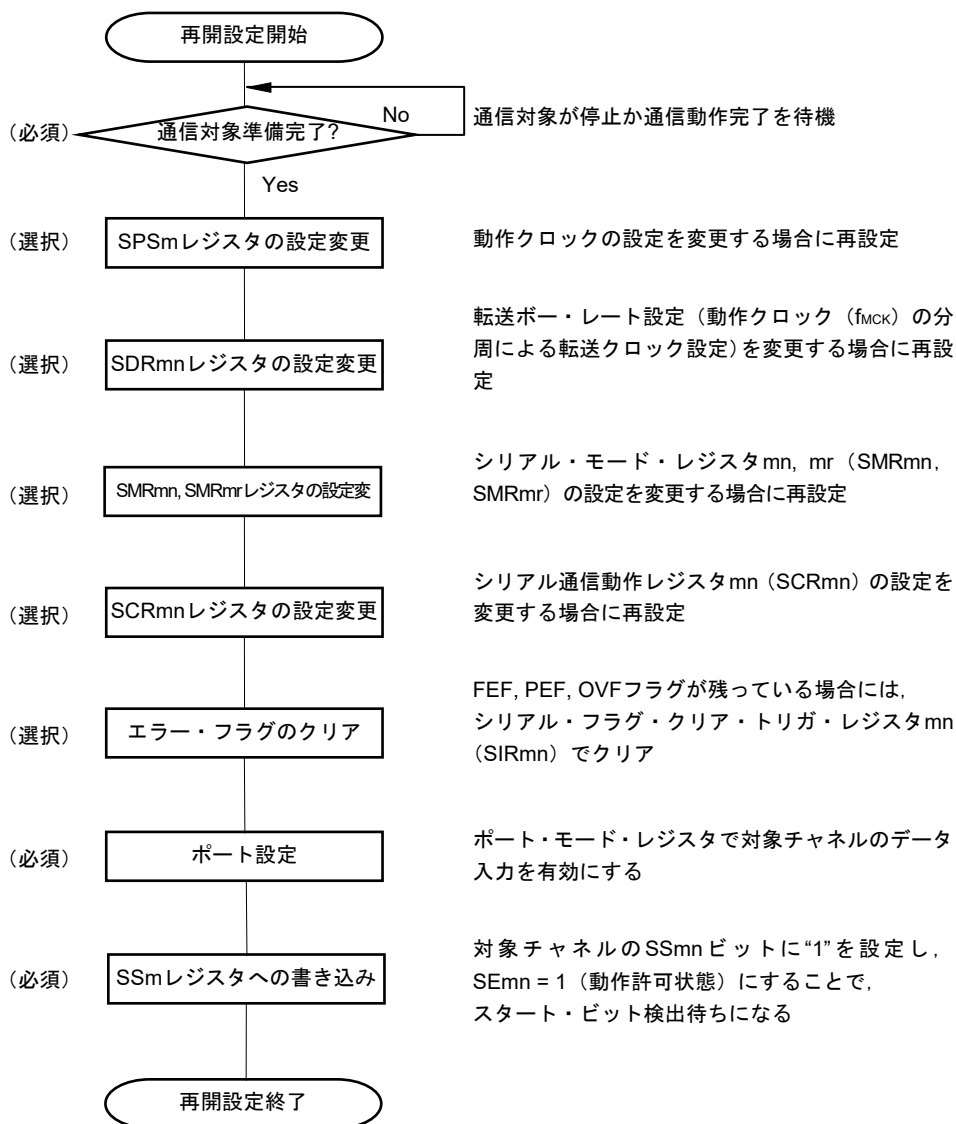 再開設定開始
No
通信対象が停止か通信動作完了を待機
(必須)
通信対象準備完了?
Yes
(選択)
SPSmレジスタの設定変更
動作クロックの設定を変更する場合に再設定
(選択)
SDRmnレジスタの設定変更
転送ボー・レート設定（動作クロック（fMCK）の分
周による転送クロック設定）を変更する場合に再設
定
(選択)
SMRmn, SMRmrレジスタの設定変
シリアル・モード・レジスタmn, mr（SMRmn,
SMRmr）の設定を変更する場合に再設定
(選択)
SCRmnレジスタの設定変更
シリアル通信動作レジスタmn（SCRmn）の設定を
変更する場合に再設定
(選択)
エラー・フラグのクリア
FEF, PEF, OVFフラグが残っている場合には,
シリアル・フラグ・クリア・トリガ・レジスタmn
（SIRmn）でクリア
(必須)
ポート設定
ポート・モード・レジスタで対象チャネルのデータ
入力を有効にする
(必須)
SSmレジスタへの書き込み
対象チャネルのSSmnビットに“1”を設定し,
SEmn = 1（動作許可状態）にすることで,
スタート・ビット検出待ちになる
再開設定終了